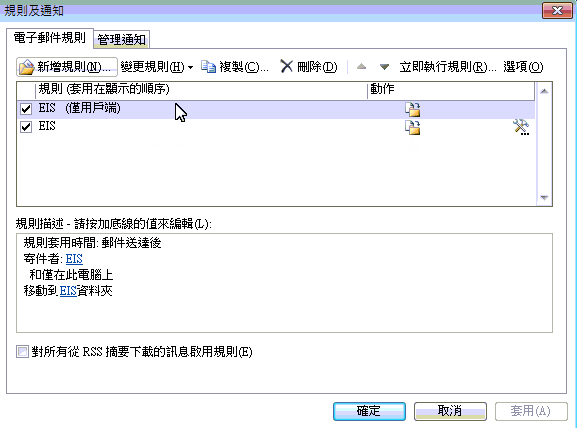 規則及通知
電子郵件規則 管理通知
新增規則(N)... 變更規則(H) 複製(C)... 刪除(D) 立即執行規則(R)... 選項(O)
規則 (套用在顯示的順序) 動作
EIS (僅用戶端)
EIS
規則描述 - 請按加底線的值來編輯(L):
規則套用時間: 郵件送達後
寄件者: EIS
和僅在此電腦上
移動到EIS資料夾
對所有從 RSS 摘要下載的訊息啟用規則(E)
確定 取消 套用(A)